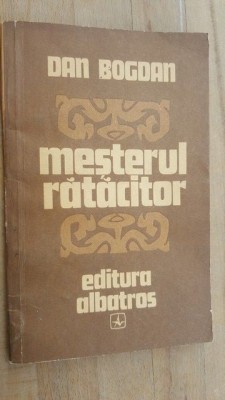 DAN BOGDAN
meșterul
rătăcitor
editura
albatros